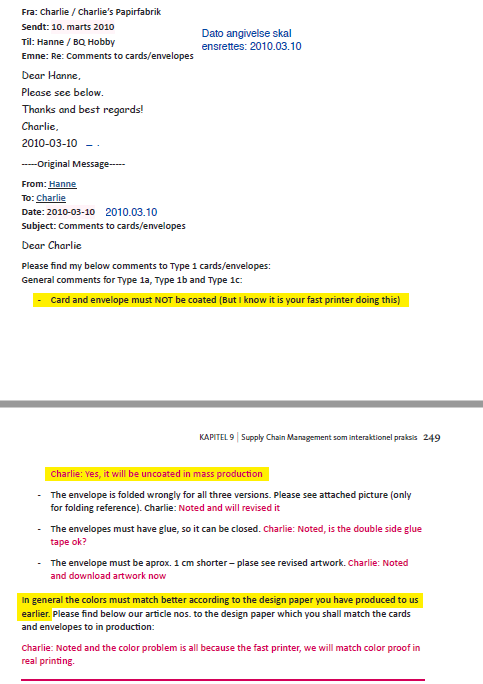 Fra: Charlie / Charlie's Papirfabrik
Sendt: 10. marts 2010
Til: Hanne / BQ Hobby
Emne: Re: Comments to cards/envelopes
Dato angivelse skal
ensrettes: 2010.03.10
Dear Hanne,
Please see below.
Thanks and best regards!
Charlie,
2010-03-10
-----Original Message-----
From: Hanne
To: Charlie
Date: 2010-03-10 2010.03.10
Subject: Comments to cards/envelopes
Dear Charlie
Please find my below comments to Type 1 cards/envelopes:
General comments for Type 1a, Type 1b and Type 1c:
- Card and envelope must NOT be coated (But I know it is your fast printer doing this)
KAPITEL 9 | Supply Chain Management som interaktionel praksis 249
Charlie: Yes, it will be uncoated in mass production
- The envelope is folded wrongly for all three versions. Please see attached picture (only
for folding reference). Charlie: Noted and will revised it
- The envelopes must have glue, so it can be closed. Charlie: Noted, is the double side glue
tape ok?
- The envelope must be aprox. 1 cm shorter – plase see revised artwork. Charlie: Noted
and download artwork now
In general the colors must match better according to the design paper you have produced to us
earlier. Please find below our article nos. to the design paper which you shall match the cards
and envelopes to in production:
Charlie: Noted and the color problem is all because the fast printer, we will match color proof in
real printing.